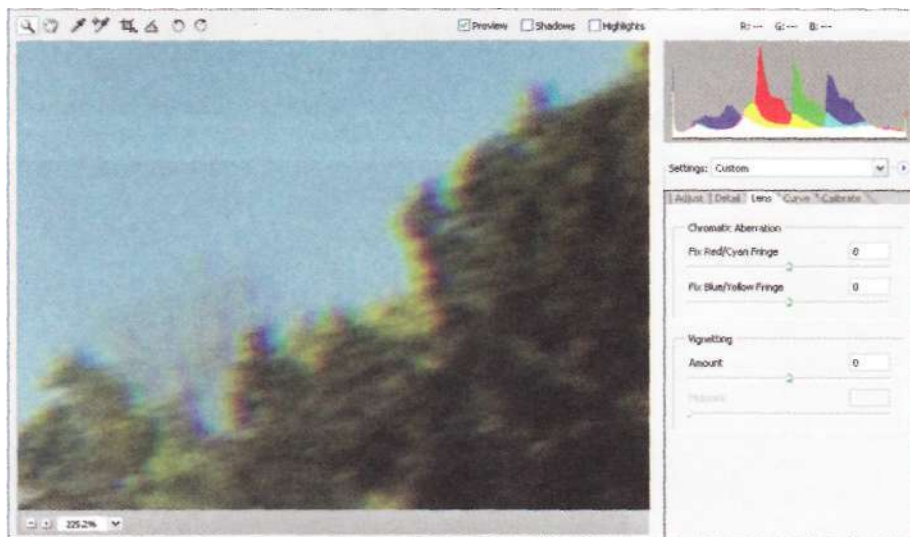 Preview Shadows Highlights R: --- G: --- B: ---
Settings: Custom
Adjust Detail Lens Curve Calibrate
Chromatic Aberration
Fix Red/Cyan Fringe 0
Fix Blue/Yellow Fringe 0
Vignetting
Amount 0
Midpoint
225.2%